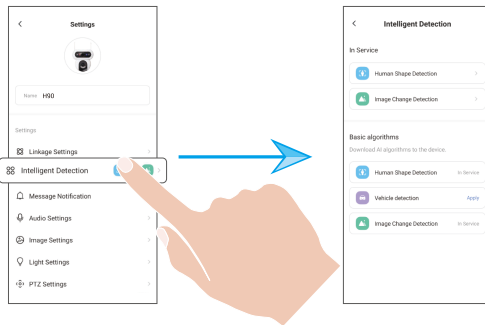 Settings
Name H90
Settings
Linkage Settings
Intelligent Detection
Message Notification
Audio Settings
Image Settings
Light Settings
PTZ Settings
Intelligent Detection
In Service
Human Shape Detection
Image Change Detection
Basic algorithms
Download AI algorithms to the device.
Human Shape Detection In Service
Vehicle detection Apply
Image Change Detection In Service